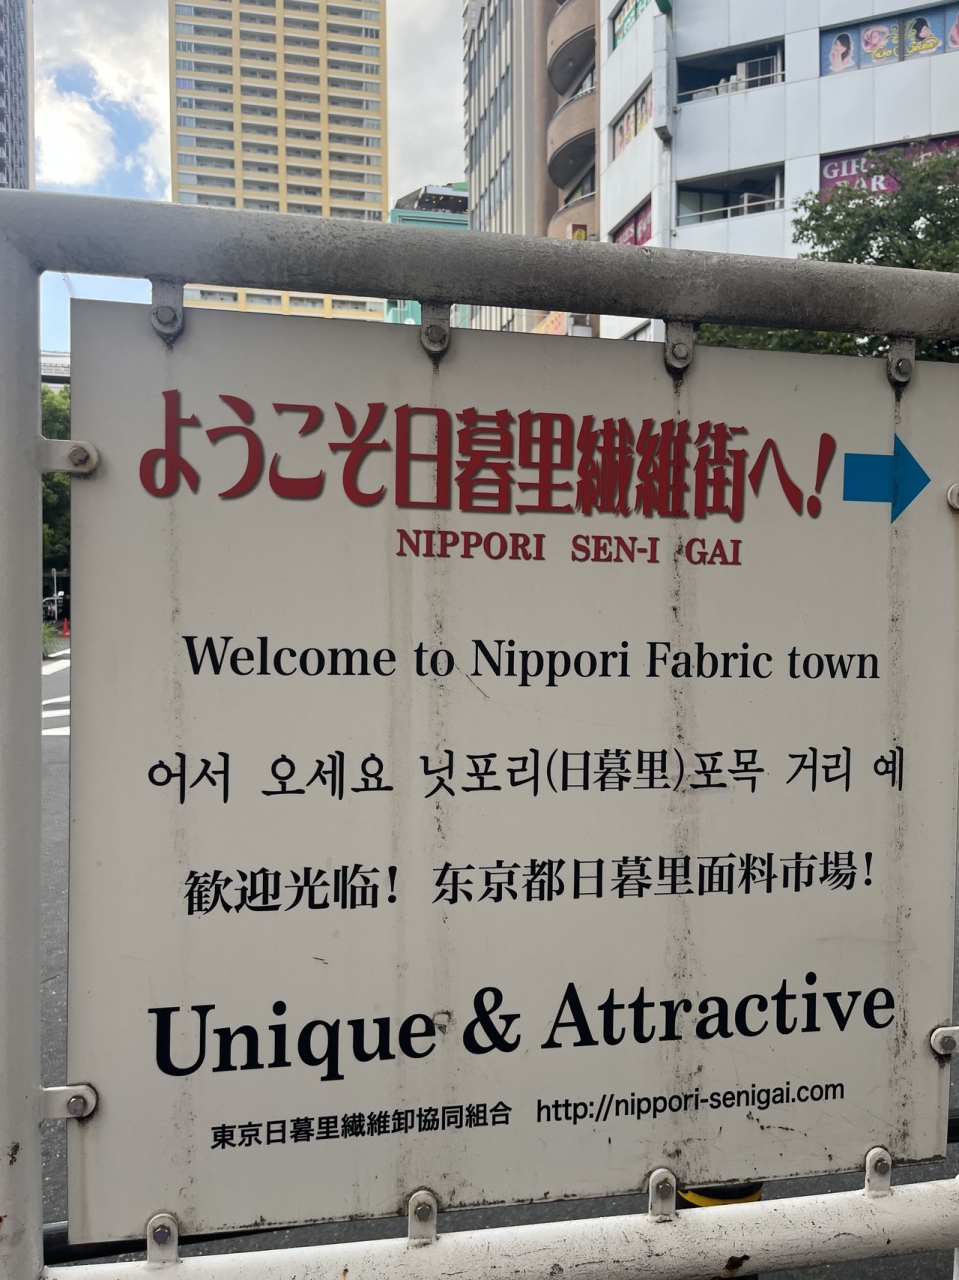 GIR
AR
ようこそ日暮里繊維街へ!
NIPPORI SEN-I GAI
Welcome to Nippori Fabric town
어서 오세요 닛포리(日暮里)포목 거리 예
歓迎光临! 东京都日暮里面料市場!
Unique & Attractive
東京日暮里繊維卸協同組合 http://nippori-senigai.com